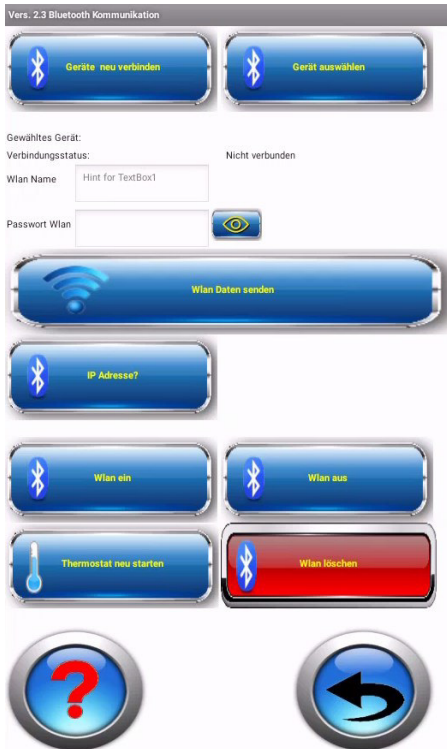 Vers. 2.3 Bluetooth Kommunikation
Geräte neu verbinden
Gerät auswählen
Gewähltes Gerät:
Verbindungsstatus: Nicht verbunden
Wlan Name Hint for TextBox1
Passwort Wlan
Wlan Daten senden
IP Adresse?
Wlan ein
Wlan aus
Thermostat neu starten
Wlan löschen
?